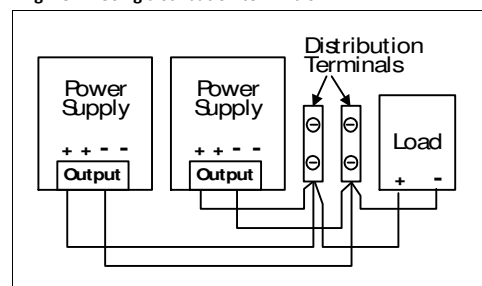 Distribution
Terminals
Power
Supply
+ + - -
Output
Power
Supply
+ + - -
Output
Load
+ -